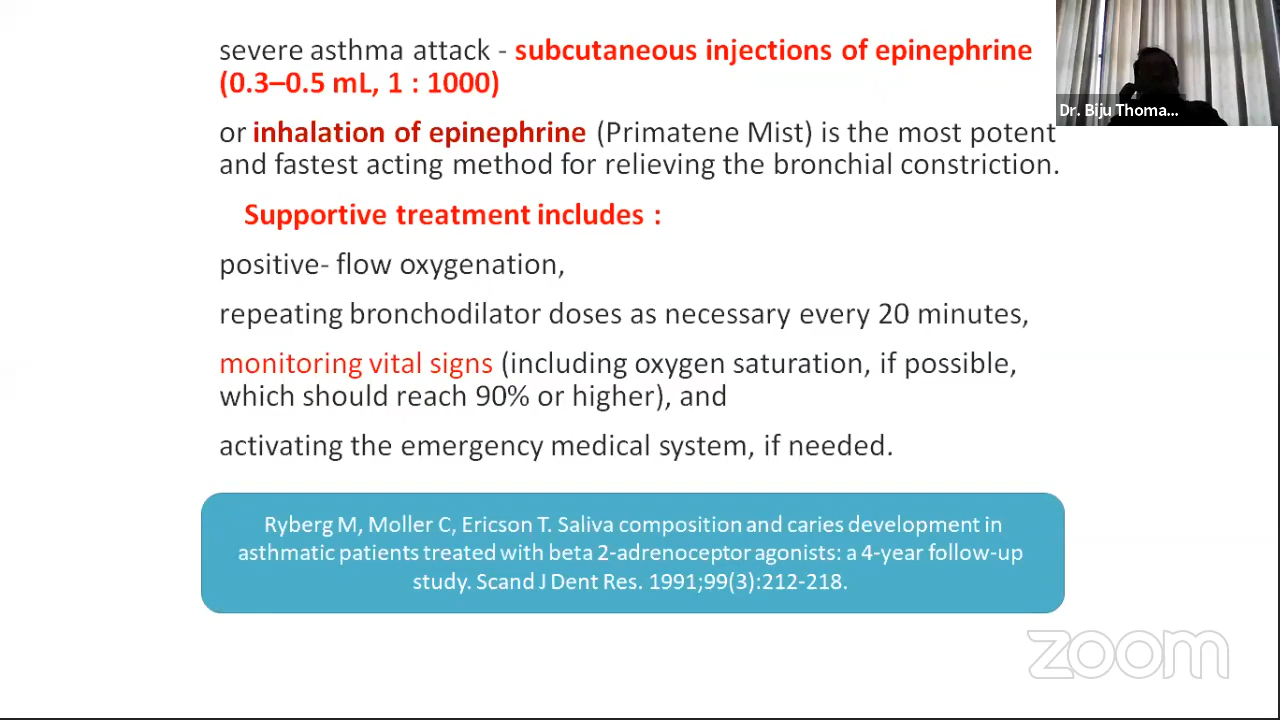 severe asthma attack - subcutaneous injections of epinephrine
(0.3–0.5 mL, 1 : 1000)
or inhalation of epinephrine (Primatene Mist) is the most potent
and fastest acting method for relieving the bronchial constriction.
Supportive treatment includes :
positive- flow oxygenation,
repeating bronchodilator doses as necessary every 20 minutes,
monitoring vital signs (including oxygen saturation, if possible,
which should reach 90% or higher), and
activating the emergency medical system, if needed.
Ryberg M, Moller C, Ericson T. Saliva composition and caries development in
asthmatic patients treated with beta 2-adrenoceptor agonists: a 4-year follow-up
study. Scand J Dent Res. 1991;99(3):212-218.
Dr. Biju Thoma...
zoom